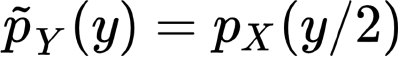 p̃_Y(y) = p_X(y/2)